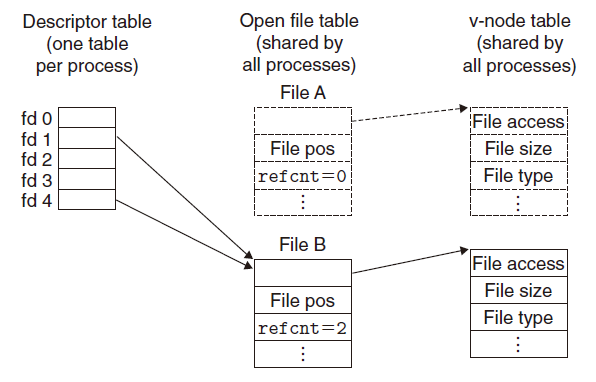 Descriptor table
(one table
per process)
Open file table
(shared by
all processes)
v-node table
(shared by
all processes)
fd 0
fd 1
fd 2
fd 3
fd 4
File A
File pos
refcnt=0
⋮
File access
File size
File type
⋮
File B
File pos
refcnt=2
⋮
File access
File size
File type
⋮